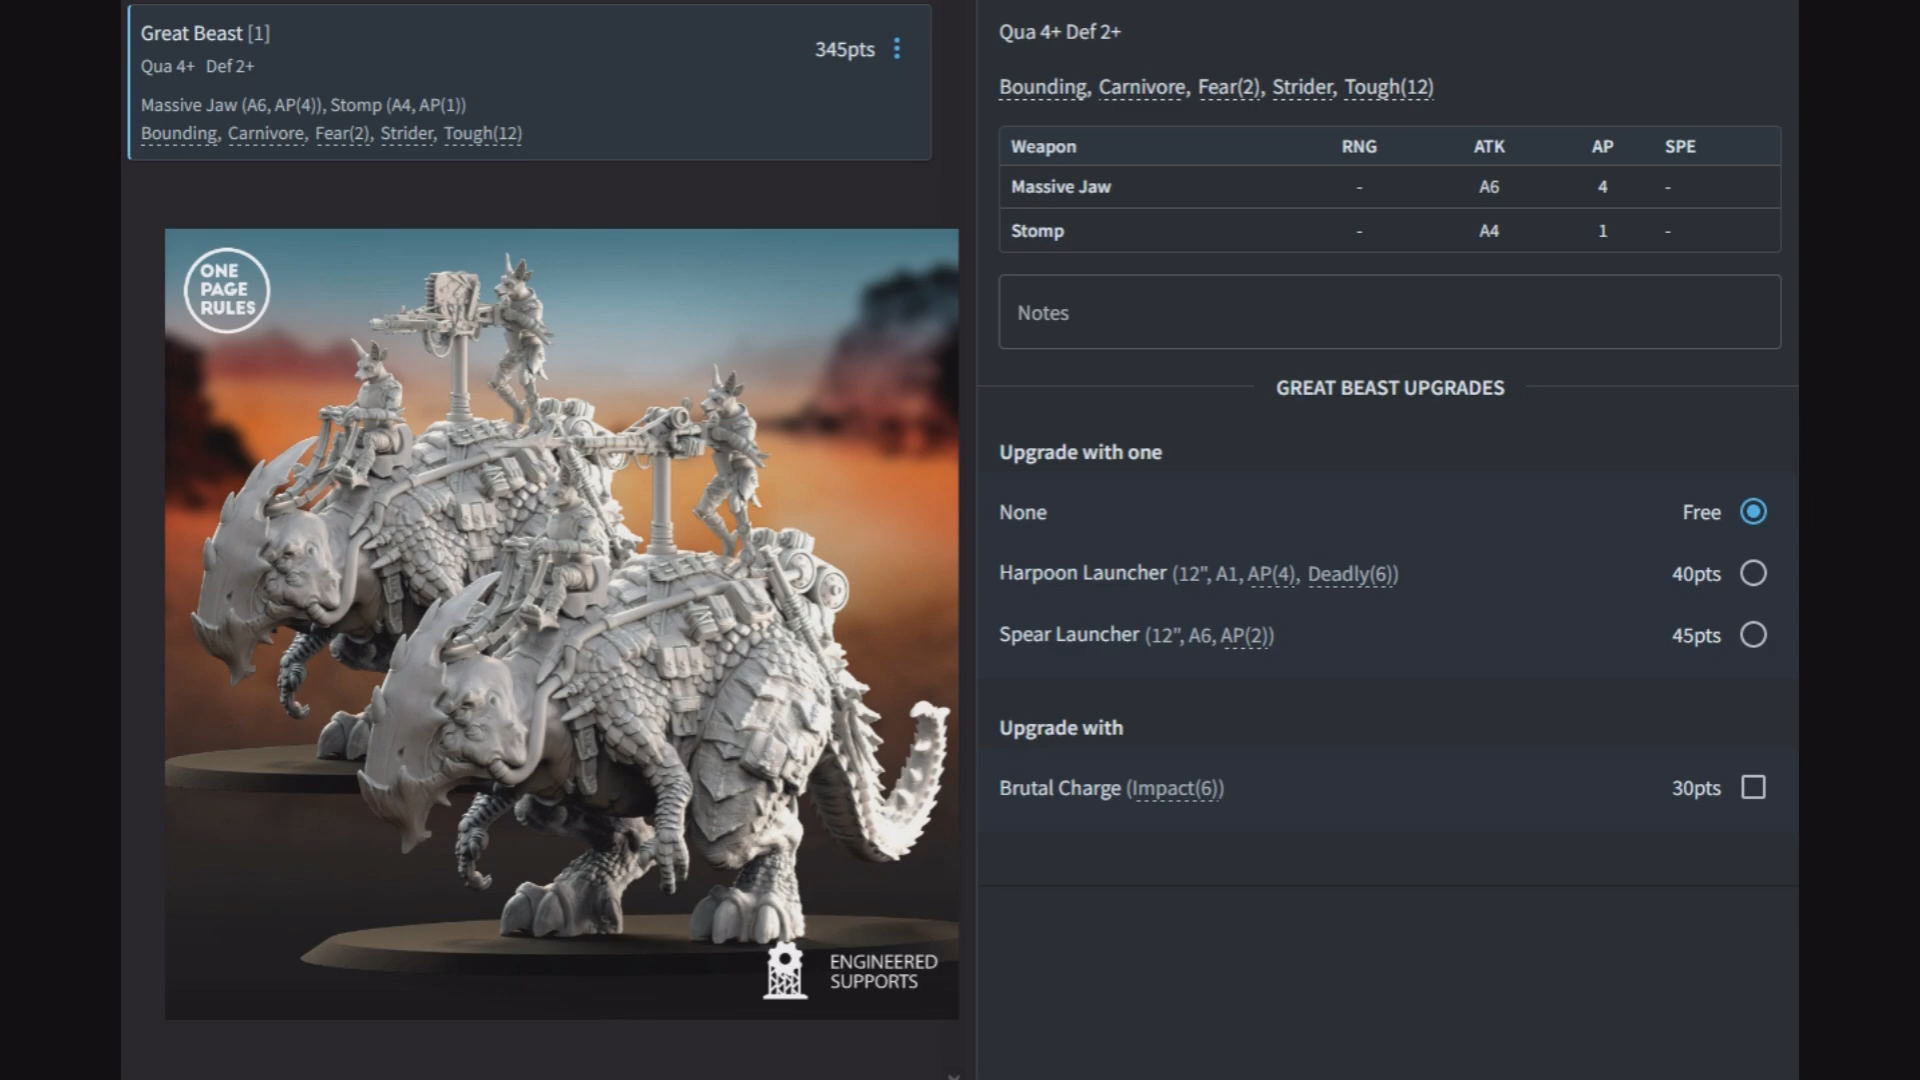 Great Beast [1]
345pts
Qua 4+ Def 2+
Massive Jaw (A6, AP(4)), Stomp (A4, AP(1))
Bounding, Carnivore, Fear(2), Strider, Tough(12)
ONE
PAGE
RULES
ENGINEERED
SUPPORTS
Qua 4+ Def 2+
Bounding, Carnivore, Fear(2), Strider, Tough(12)
Weapon RNG ATK AP SPE
Massive Jaw - A6 4 -
Stomp - A4 1 -
Notes
GREAT BEAST UPGRADES
Upgrade with one
None Free
Harpoon Launcher (12", A1, AP(4), Deadly(6)) 40pts
Spear Launcher (12", A6, AP(2)) 45pts
Upgrade with
Brutal Charge (Impact(6)) 30pts